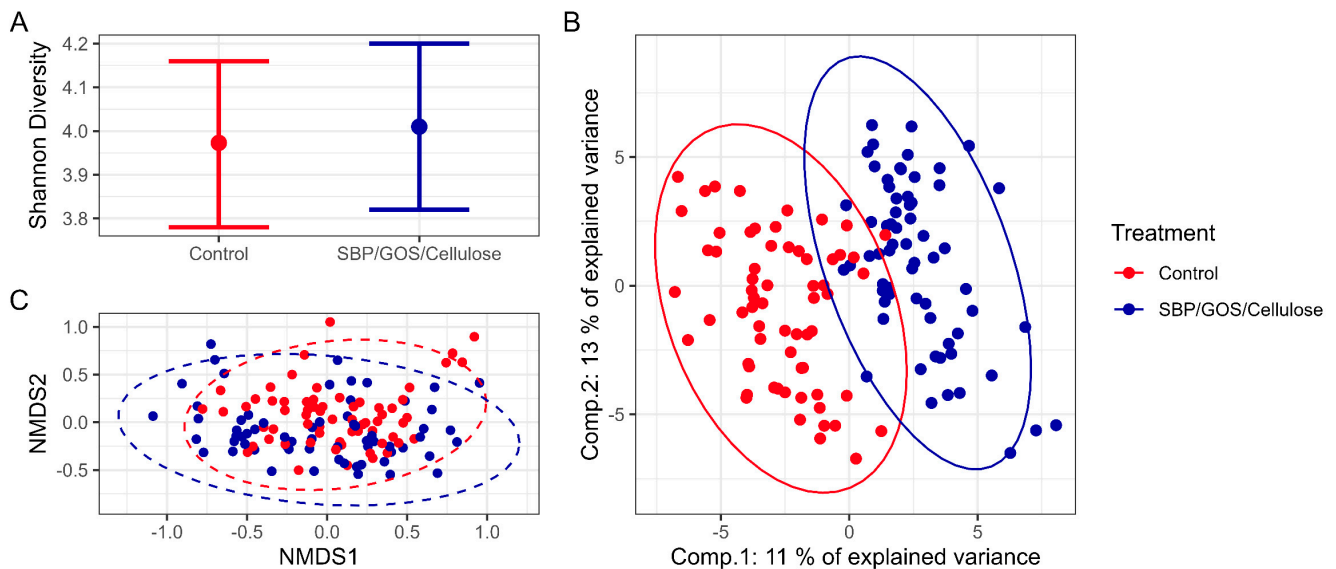 A
Shannon Diversity
4.2
4.1
4.0
3.9
3.8
Control
SBP/GOS/Cellulose
B
Comp.2: 13 % of explained variance
5
0
-5
-5
0
5
Comp.1: 11 % of explained variance
Treatment
Control
SBP/GOS/Cellulose
C
NMDS2
1.0
0.5
0.0
-0.5
-1.0
-0.5
0.0
0.5
1.0
NMDS1